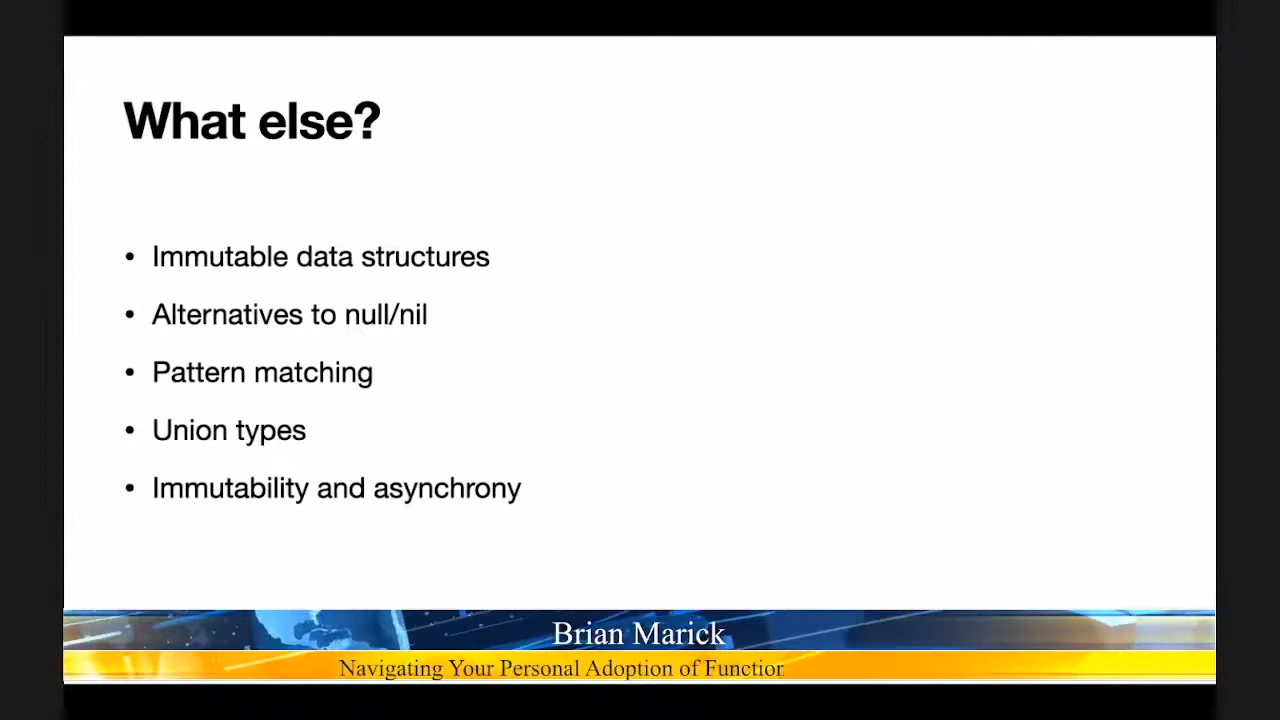 What else?
• Immutable data structures
• Alternatives to null/nil
• Pattern matching
• Union types
• Immutability and asynchrony
Brian Marick
Navigating Your Personal Adoption of Function